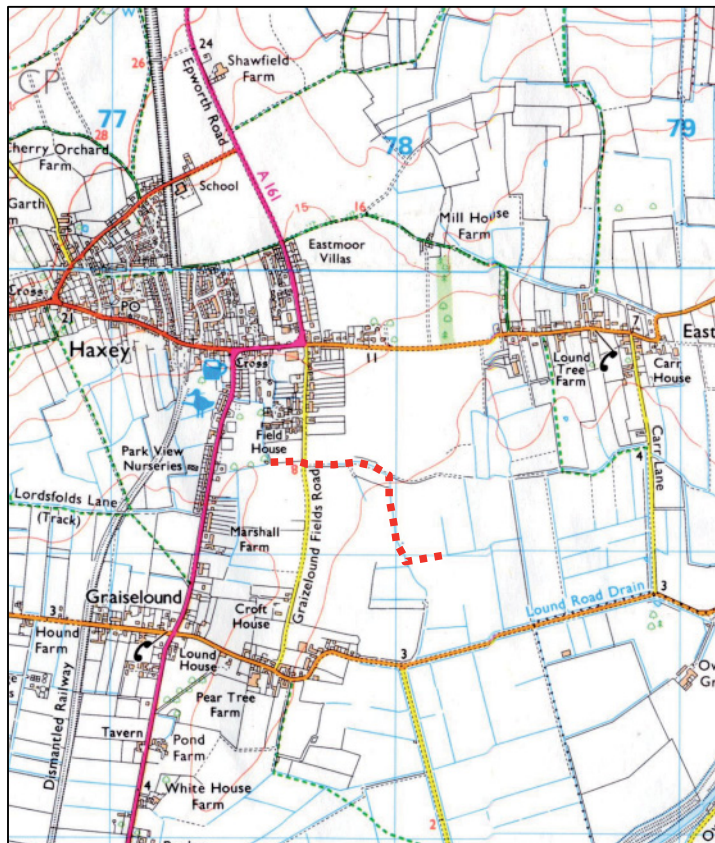 W
24
26
Shawfield
Farm
CP
77
Epworth Road
28
78
79
Cherry Orchard
Farm
School
A 161
Garth
15
16
Mill House
Farm
Eastmoor
Villas
Cross
21
PO
7
East
Haxey
11
Cross
Lound
Tree
Farm
Carr
House
Field
House
Park View
Nurseries
8
Carr Lane
4
Lordsfolds Lane
(Track)
Graizelound Fields Road
Marshall
Farm
Graiselound
Croft
House
Lound Road Drain
3
3
Hound
Farm
Lound
House
3
Pear Tree
Farm
Dismantled Railway
Tavern
Pond
Farm
4
White House
Farm
2